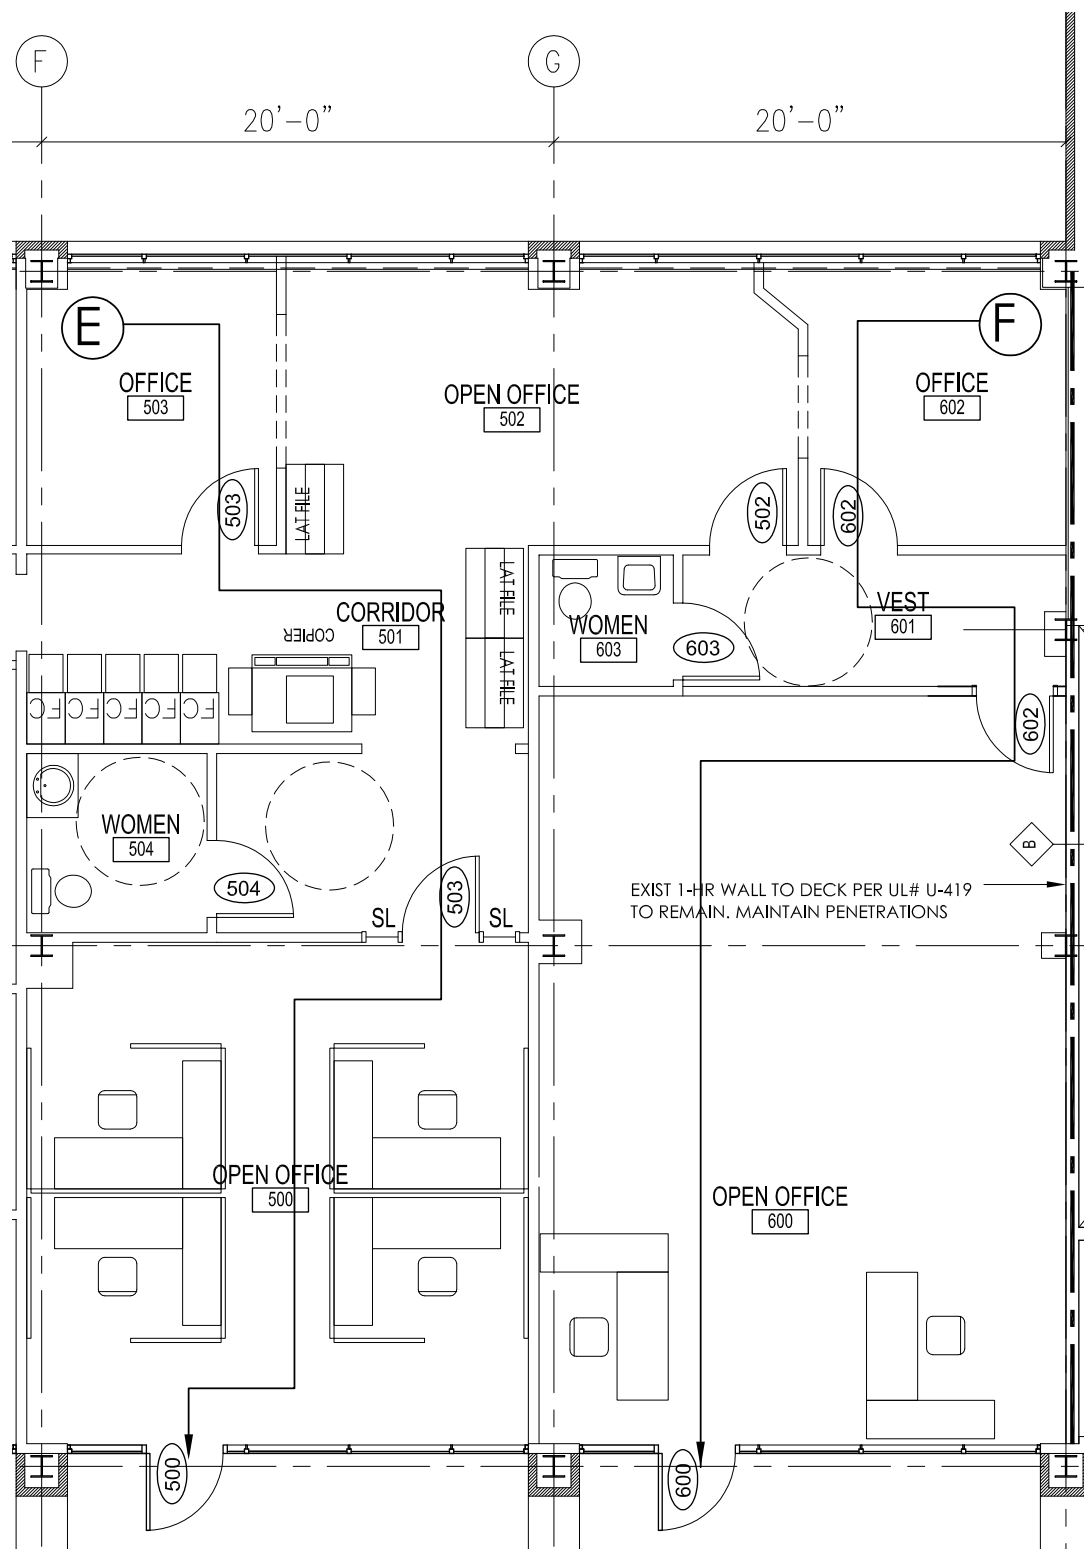 F
G
20'-0"
20'-0"
E
F
OFFICE
503
OPEN OFFICE
502
OFFICE
602
503
LAT FILE
502
602
LAT FILE
LAT FILE
CORRIDOR
501
COPIER
WOMEN
603
603
VEST
601
FC
FC
FC
FC
FC
602
WOMEN
504
504
503
SL
SL
B
EXIST 1-HR WALL TO DECK PER UL# U-419
TO REMAIN. MAINTAIN PENETRATIONS
OPEN OFFICE
500
OPEN OFFICE
600
500
600